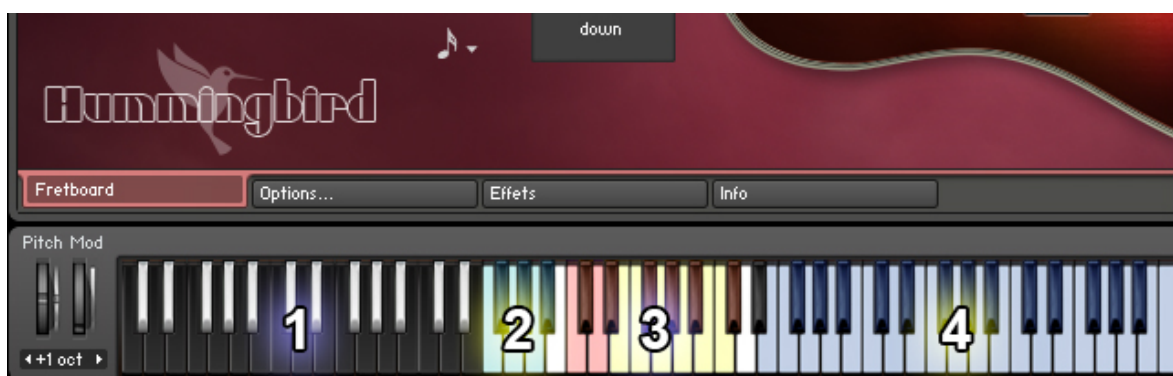 down
Hummingbird
Fretboard
Options...
Effets
Info
Pitch Mod
1
2
3
4
+1 oct